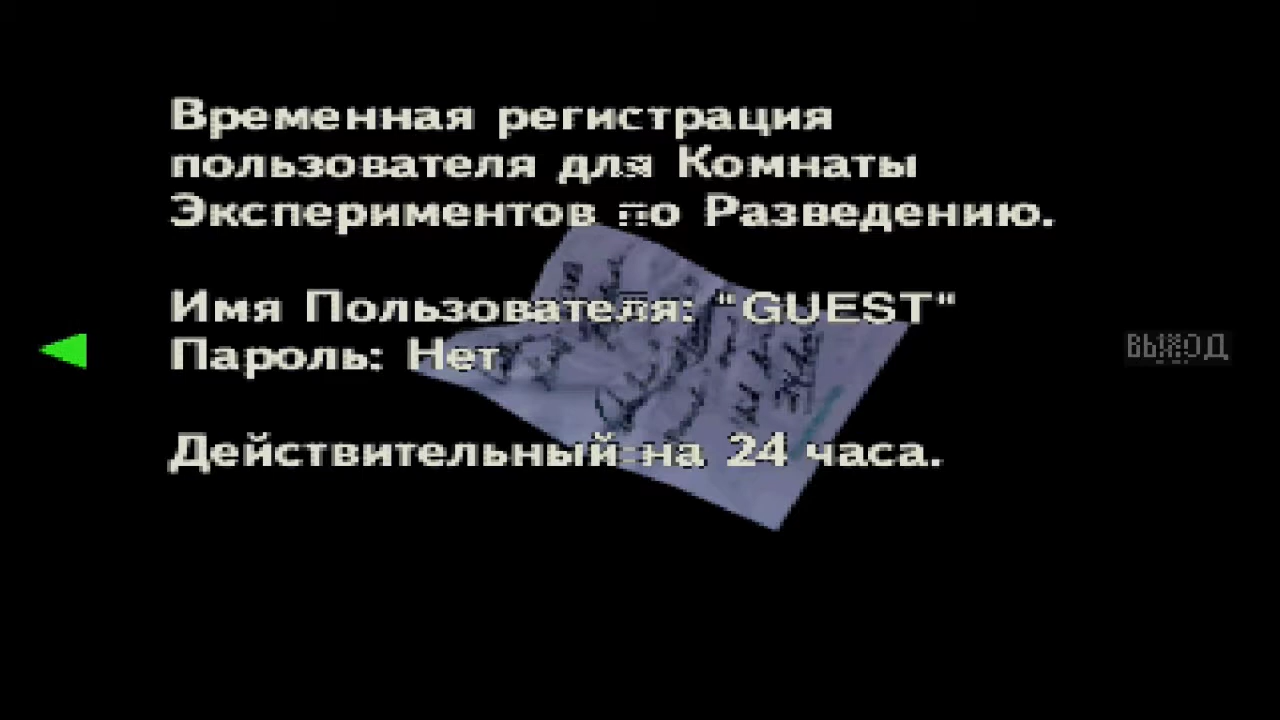 Временная регистрация
пользователя для Комнаты
Экспериментов по Разведению.
Имя Пользователя: "GUEST"
Пароль: Нет
ВЫХОД
Действительный на 24 часа.